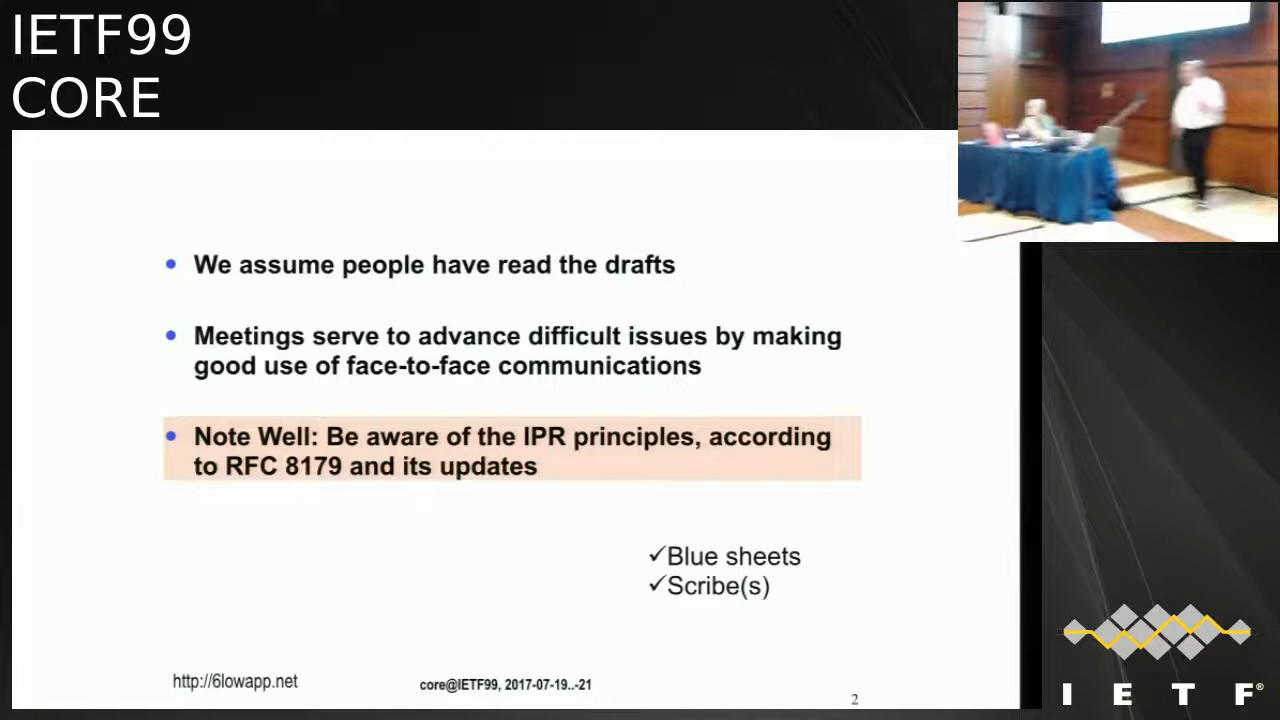 IETF99
CORE
• We assume people have read the drafts
• Meetings serve to advance difficult issues by making
good use of face-to-face communications
• Note Well: Be aware of the IPR principles, according
to RFC 8179 and its updates
✓Blue sheets
✓Scribe(s)
http://6lowapp.net
core@IETF99, 2017-07-19..-21
2
I E T F®